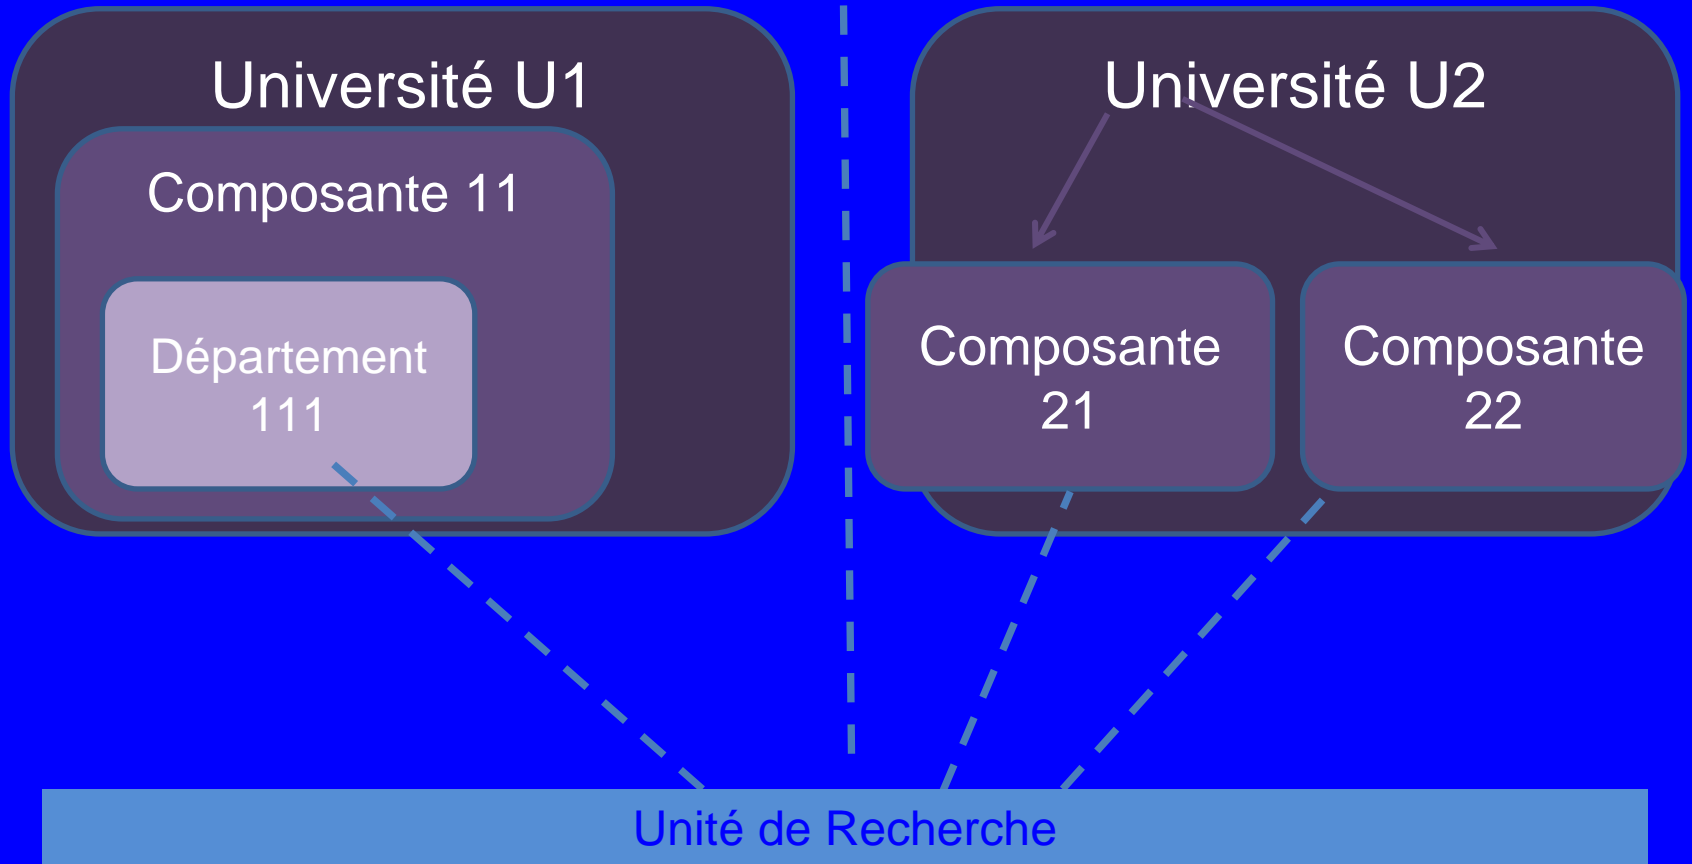 Université U1
Composante 11
Département
111
Université U2
Composante
21
Composante
22
Unité de Recherche